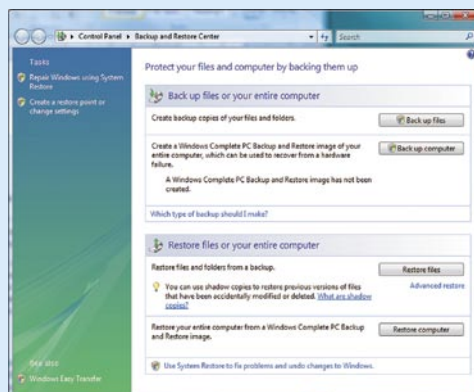 Control Panel ▸ Backup and Restore Center
Search
Tasks
Repair Windows using System
Restore
Create a restore point or
change settings
See also
Windows Easy Transfer
Protect your files and computer by backing them up
Back up files or your entire computer
Create backup copies of your files and folders.
Back up files
Create a Windows Complete PC Backup and Restore image of your
entire computer, which can be used to recover from a hardware
failure.
Back up computer
A Windows Complete PC Backup and Restore image has not been
created.
Which type of backup should I make?
Restore files or your entire computer
Restore files and folders from a backup.
Restore files
You can use shadow copies to restore previous versions of files
that have been accidentally modified or deleted. What are shadow
copies?
Advanced restore
Restore your entire computer from a Windows Complete PC Backup
and Restore image.
Restore computer
Use System Restore to fix problems and undo changes to Windows.